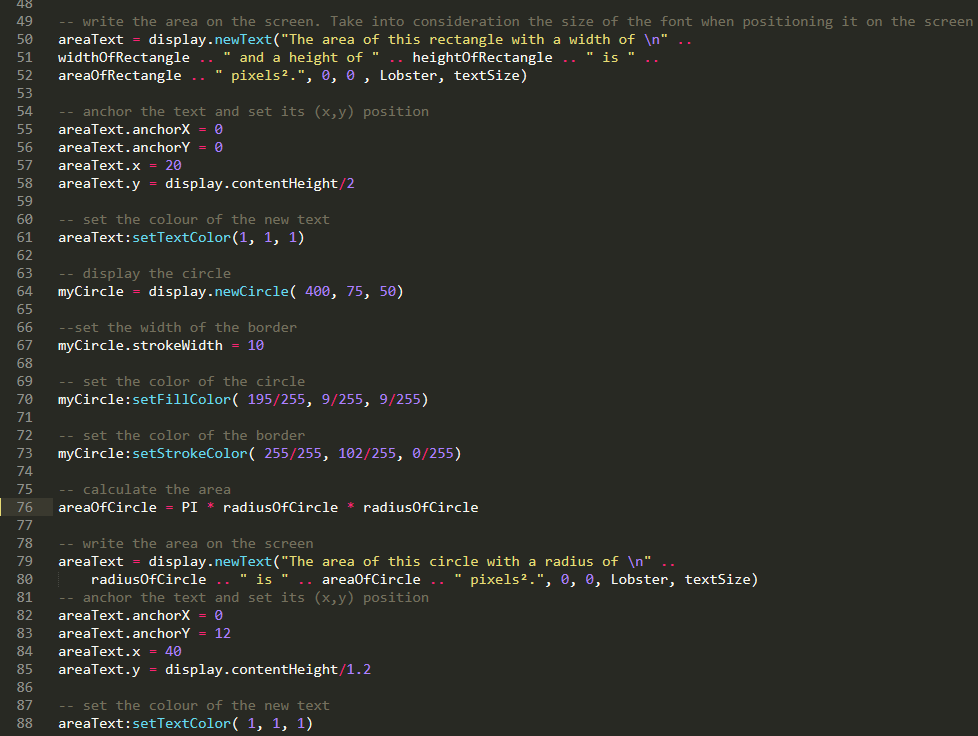 48
49 -- write the area on the screen. Take into consideration the size of the font when positioning it on the screen
50 areaText = display.newText("The area of this rectangle with a width of \n" ..
51 widthOfRectangle .. " and a height of " .. heightOfRectangle .. " is " ..
52 areaOfRectangle .. " pixels².", 0, 0 , Lobster, textSize)
53
54 -- anchor the text and set its (x,y) position
55 areaText.anchorX = 0
56 areaText.anchorY = 0
57 areaText.x = 20
58 areaText.y = display.contentHeight/2
59
60 -- set the colour of the new text
61 areaText:setTextColor(1, 1, 1)
62
63 -- display the circle
64 myCircle = display.newCircle( 400, 75, 50)
65
66 --set the width of the border
67 myCircle.strokeWidth = 10
68
69 -- set the color of the circle
70 myCircle:setFillColor( 195/255, 9/255, 9/255)
71
72 -- set the color of the border
73 myCircle:setStrokeColor( 255/255, 102/255, 0/255)
74
75 -- calculate the area
76 areaOfCircle = PI * radiusOfCircle * radiusOfCircle
77
78 -- write the area on the screen
79 areaText = display.newText("The area of this circle with a radius of \n" ..
80     radiusOfCircle .. " is " .. areaOfCircle .. " pixels².", 0, 0, Lobster, textSize)
81 -- anchor the text and set its (x,y) position
82 areaText.anchorX = 0
83 areaText.anchorY = 12
84 areaText.x = 40
85 areaText.y = display.contentHeight/1.2
86
87 -- set the colour of the new text
88 areaText:setTextColor( 1, 1, 1)